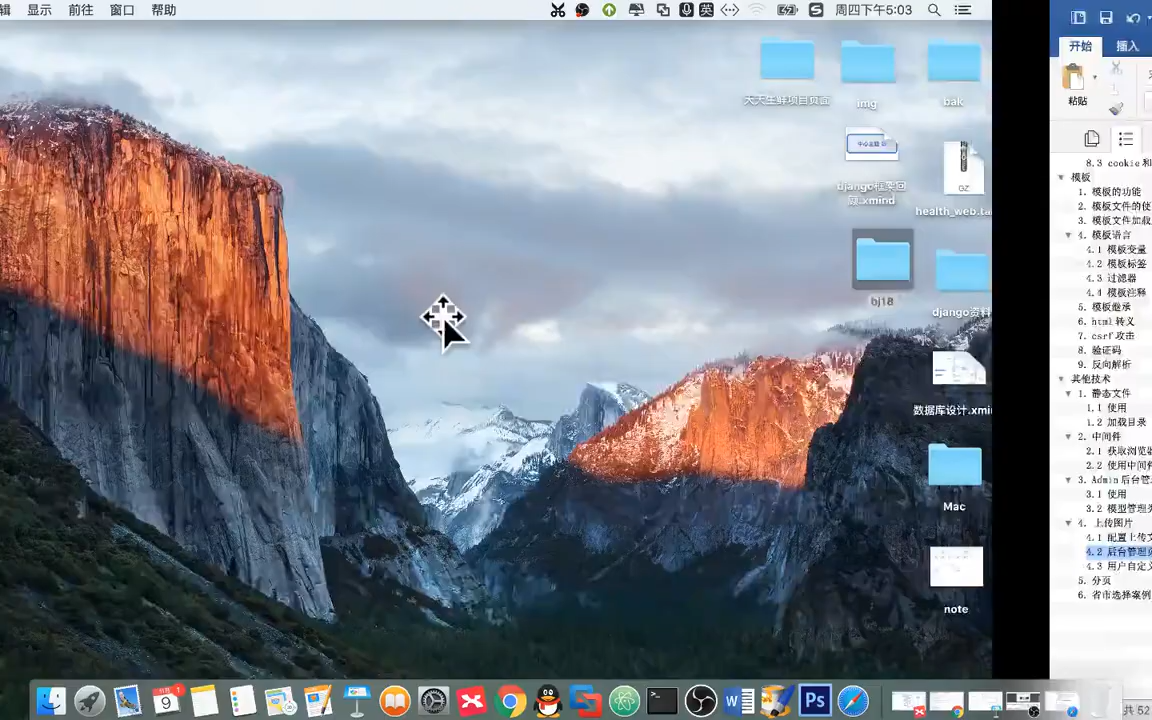 辑 显示 前往 窗口 帮助
英 周四下午5:03
天天生鲜项目页面
img
bak
django框架回
顾.xmind
GZ
health_web.ta
bj18
django资料
数据库设计.xmi
Mac
note
9
Ps
开始 插入
粘贴
8.3 cookie和
模板
1. 模板的功能
2. 模板文件的使
3. 模板文件加载
4. 模板语言
4.1 模板变量
4.2 模板标签
4.3 过滤器
4.4 模板注释
5. 模板继承
6. html转义
7. csrf攻击
8. 验证码
9. 反向解析
其他技术
1. 静态文件
1.1 使用
1.2 加载目录
2. 中间件
2.1 获取浏览器
2.2 使用中间件
3. Admin后台管
3.1 使用
3.2 模型管理
4. 上传图片
4.1 配置上传文
4.2 后台管理页
4.3 用户自定义
5. 分页
6. 省市选择案例
共 52